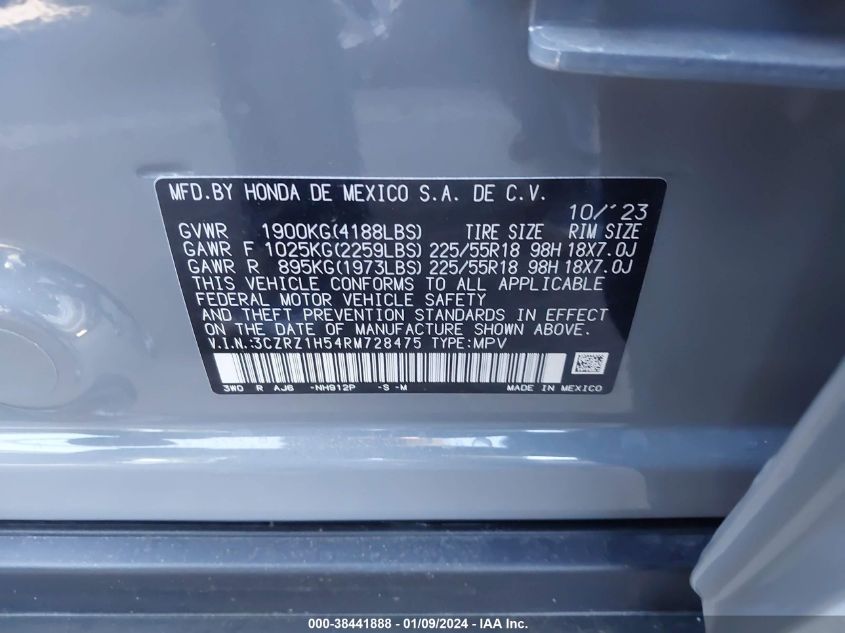 MFD.BY HONDA DE MEXICO S.A. DE C.V.
10/'23
GVWR 1900KG(4188LBS) TIRE SIZE RIM SIZE
GAWR F 1025KG(2259LBS) 225/55R18 98H 18X7.0J
GAWR R 895KG(1973LBS) 225/55R18 98H 18X7.0J
THIS VEHICLE CONFORMS TO ALL APPLICABLE
FEDERAL MOTOR VEHICLE SAFETY
AND THEFT PREVENTION STANDARDS IN EFFECT
ON THE DATE OF MANUFACTURE SHOWN ABOVE.
V.I.N.:3CZRZ1H54RM728475 TYPE:MPV
3W0 R AJ6 -NH912P -S -M MADE IN MEXICO
000-38441888 - 01/09/2024 - IAA Inc.